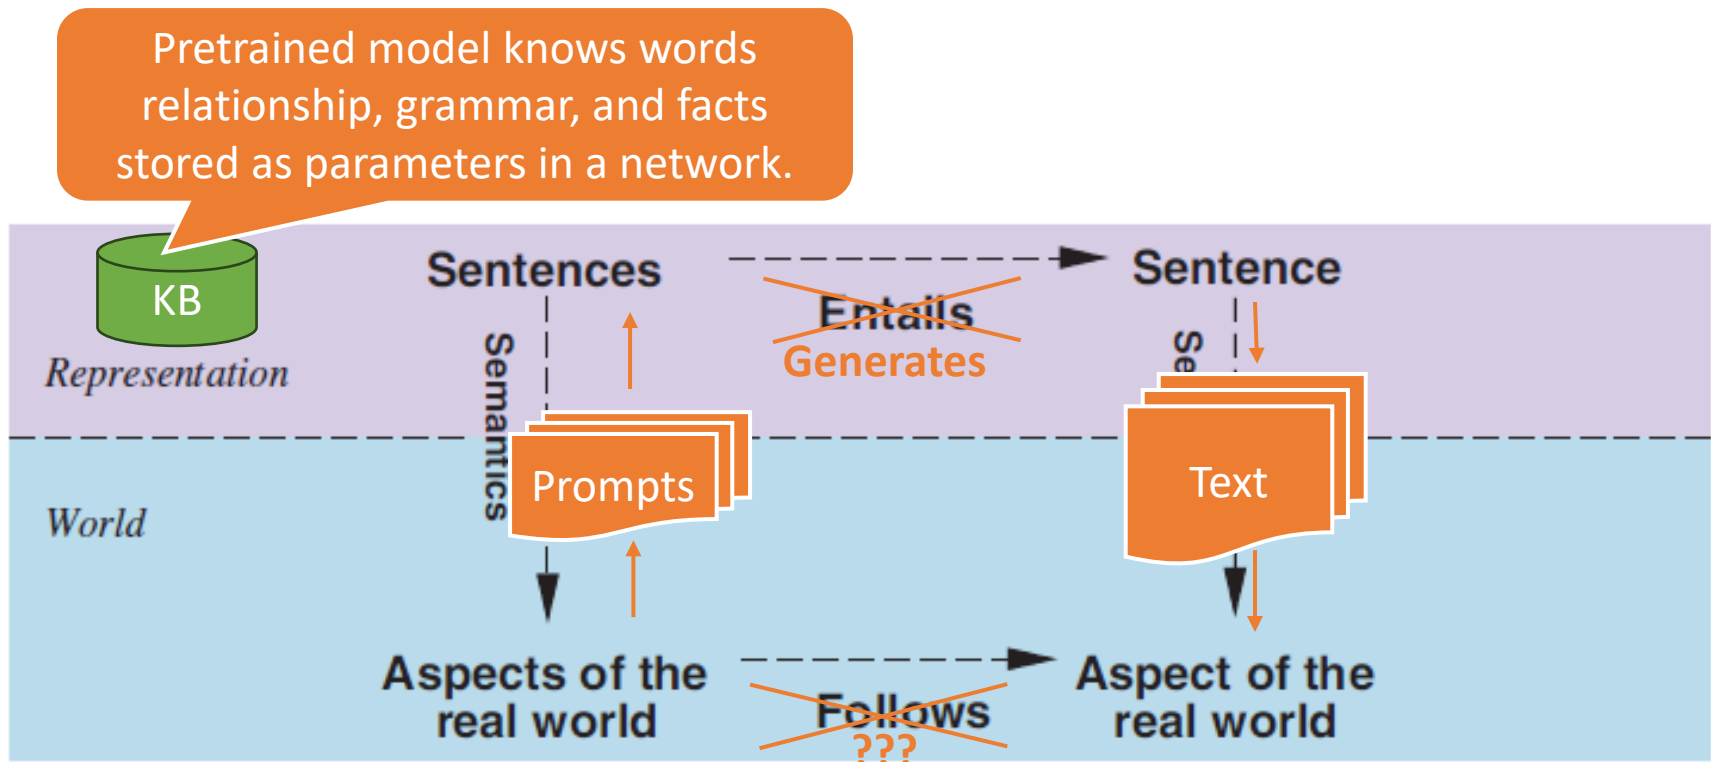 Pretrained model knows words
relationship, grammar, and facts
stored as parameters in a network.
KB
Sentences
Sentence
Entails
Generates
Representation
Semantics
Se
Prompts
Text
World
Aspects of the
real world
Follows
???
Aspect of the
real world